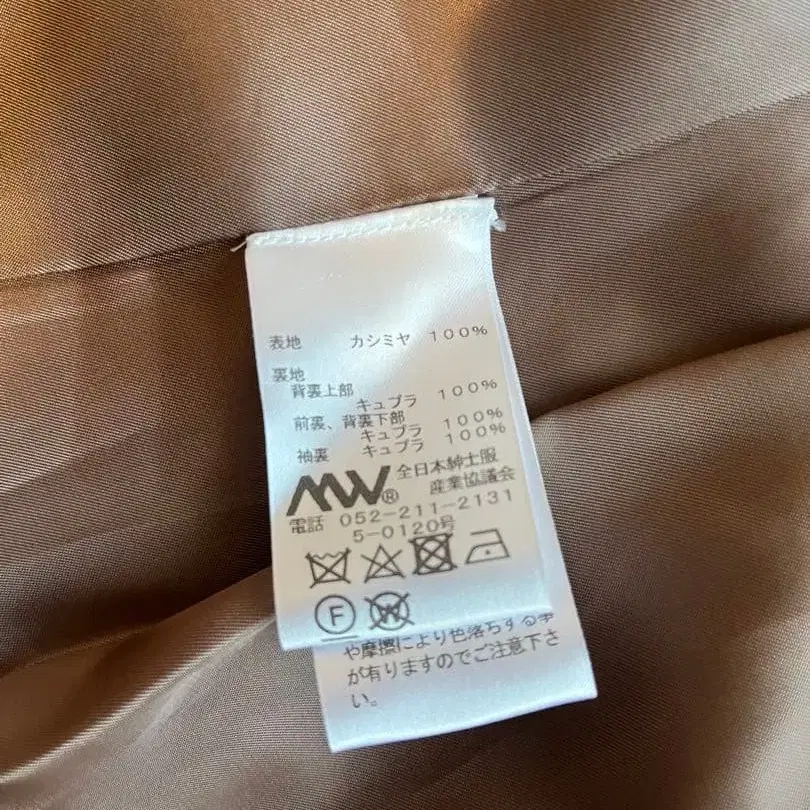 表地 カシミヤ 100%
裏地
背裏上部
キュプラ 100%
前裏、背裏下部
キュプラ 100%
袖裏 キュプラ 100%
MW® 全日本紳士服
産業協議会
電話 052-211-2131
5-0120号
F W
や摩擦により色落ちする事
が有りますのでご注意下さ
い。